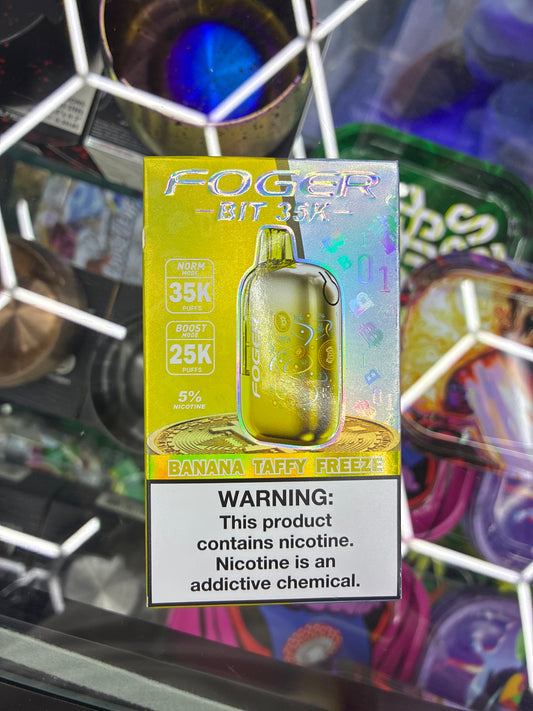 FOGER
-BIT 35K-
NORM
MODE
35K
PUFFS
BOOST
MODE
25K
PUFFS
5%
NICOTINE
FOGER
01
B
B
B
BANANA TAFFY FREEZE
WARNING:
This product
contains nicotine.
Nicotine is an
addictive chemical.